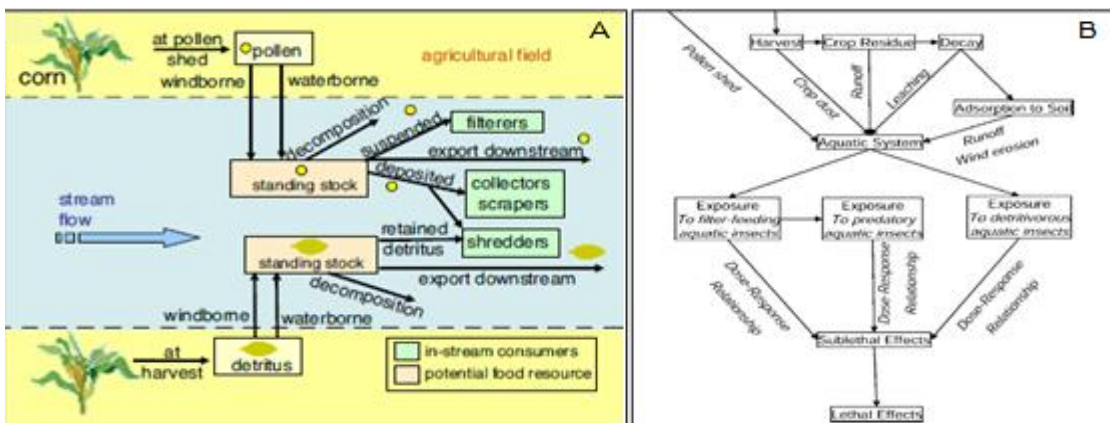 A
at pollen
shed
pollen
agricultural field
corn
windborne
waterborne
decomposition
suspended
filterers
export downstream
deposited
standing stock
collectors
scrapers
stream
flow
retained
detritus
shredders
standing stock
export downstream
decomposition
windborne
waterborne
at
harvest
detritus
in-stream consumers
potential food resource
B
Harvest
Crop Residue
Decay
Pollen shed
Crop dust
Runoff
Leaching
Adsorption to Soil
Aquatic System
Runoff
Wind erosion
Exposure
To filter-feeding
aquatic insects
Exposure
To predatory
aquatic insects
Exposure
To detritivorous
aquatic insects
Dose-Response
Relationship
Dose-Response
Relationship
Dose-Response
Relationship
Sublethal Effects
Lethal Effects